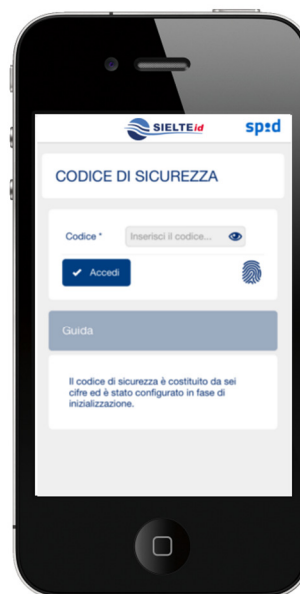 SIELTEid
spid
CODICE DI SICUREZZA
Codice *
Inserisci il codice...
Accedi
Guida
Il codice di sicurezza è costituito da sei
cifre ed è stato configurato in fase di
inizializzazione.